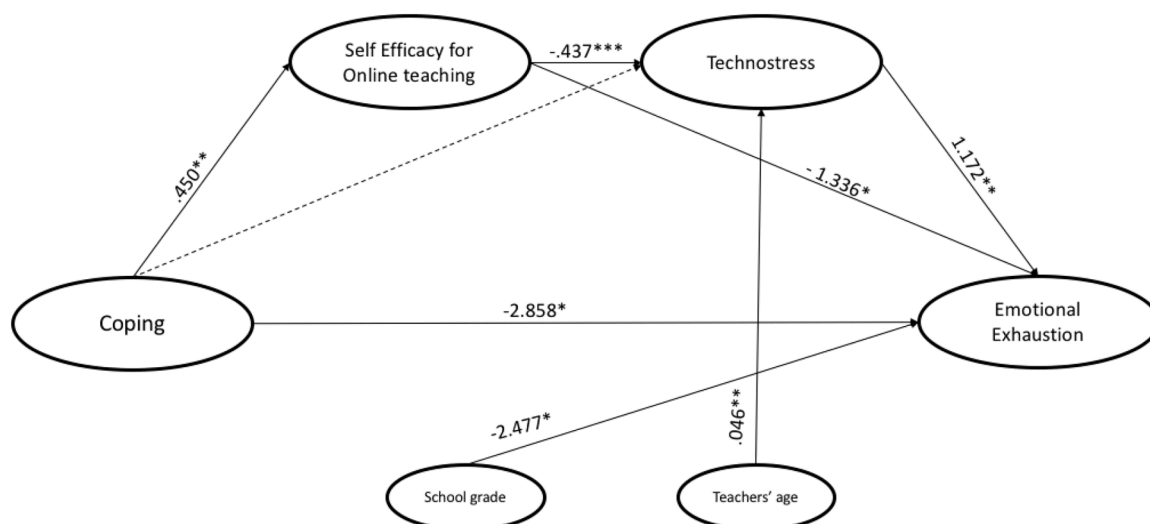 Self Efficacy for
Online teaching
-.437***
Technostress
.450**
- 1.336*
1.172**
Coping
-2.858*
Emotional
Exhaustion
-2.477*
.046**
School grade
Teachers' age